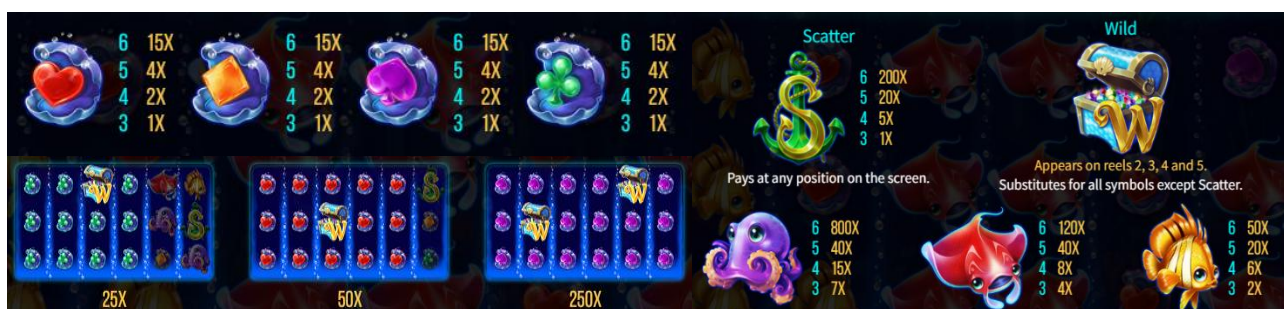 6 15X
5 4X
4 2X
3 1X
6 15X
5 4X
4 2X
3 1X
6 15X
5 4X
4 2X
3 1X
6 15X
5 4X
4 2X
3 1X
W
W
W
W
S
S
25X
50X
250X
Scatter
S
6 200X
5 20X
4 5X
3 1X
Pays at any position on the screen.
Wild
W
Appears on reels 2, 3, 4 and 5.
Substitutes for all symbols except Scatter.
6 800X
5 40X
4 15X
3 7X
6 120X
5 40X
4 8X
3 4X
6 50X
5 20X
4 6X
3 2X